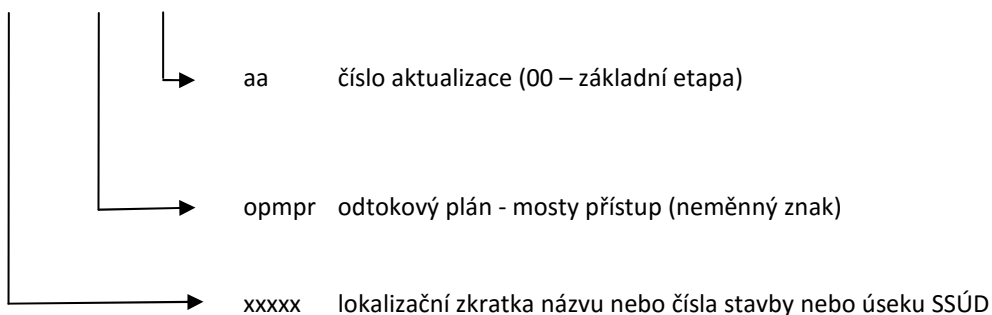 aa číslo aktualizace (00 – základní etapa)
opmpr odtokový plán - mosty přístup (neměnný znak)
xxxxx lokalizační zkratka názvu nebo čísla stavby nebo úseku SSÚD